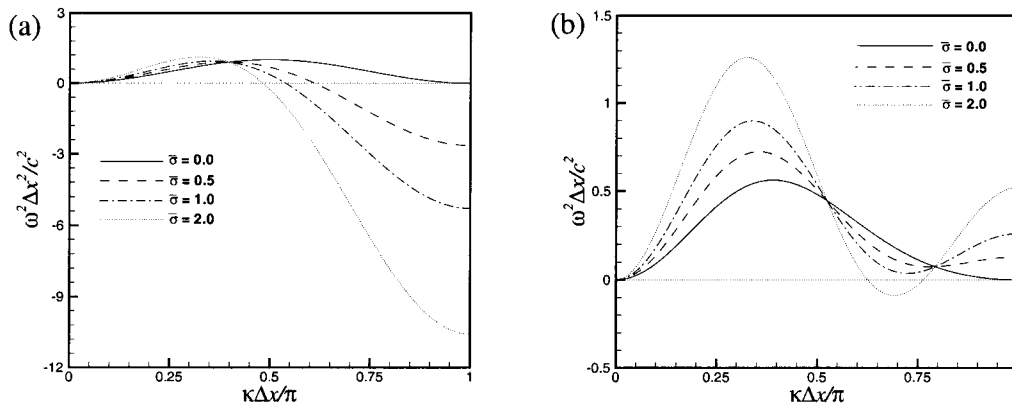 (a)
3
0
-3
-6
-9
-12
ω²Δx²/c²
σ̄ = 0.0
σ̄ = 0.5
σ̄ = 1.0
σ̄ = 2.0
0 0.25 0.5 0.75 1
κΔx/π
(b)
1.5
1
0.5
0
-0.5
ω²Δx/c²
σ̄ = 0.0
σ̄ = 0.5
σ̄ = 1.0
σ̄ = 2.0
0 0.25 0.5 0.75
κΔx/π